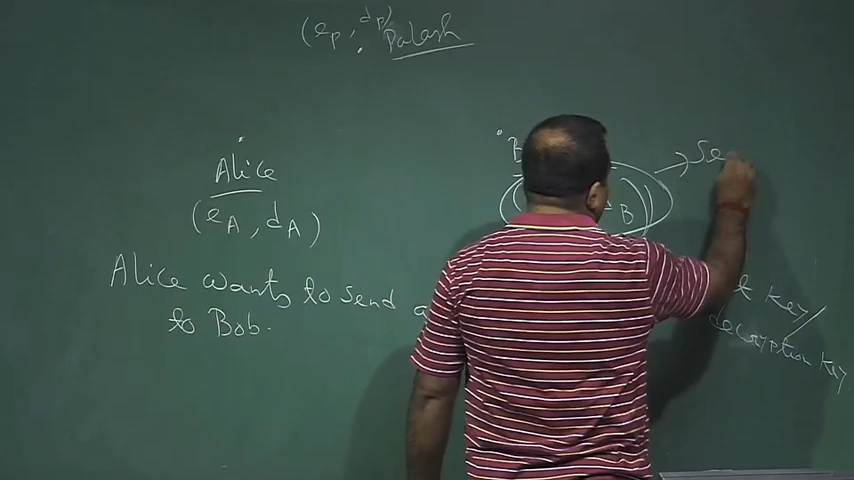 (eP, dP) Palash
Alice
(eA, dA)
B
B
Se
Alice wants to send a
to Bob.
t key/
decryption key